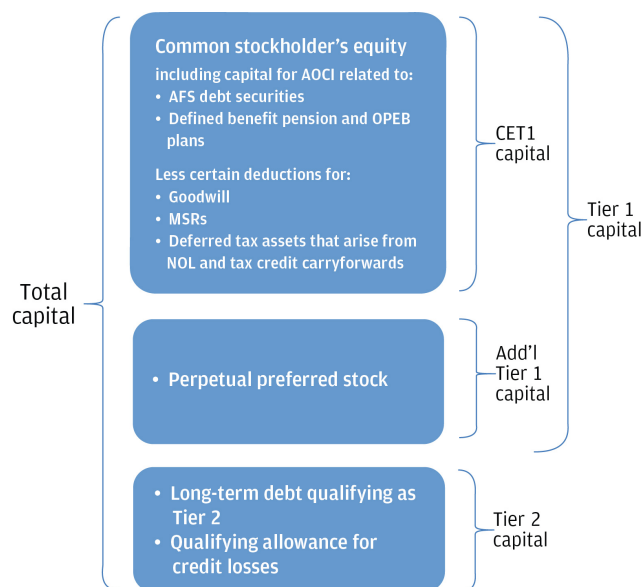 Common stockholder's equity
including capital for AOCI related to:
• AFS debt securities
• Defined benefit pension and OPEB
plans
Less certain deductions for:
• Goodwill
• MSRs
• Deferred tax assets that arise from
NOL and tax credit carryforwards
CET1
capital
Tier 1
capital
Total
capital
• Perpetual preferred stock
Add'l
Tier 1
capital
• Long-term debt qualifying as
Tier 2
• Qualifying allowance for
credit losses
Tier 2
capital